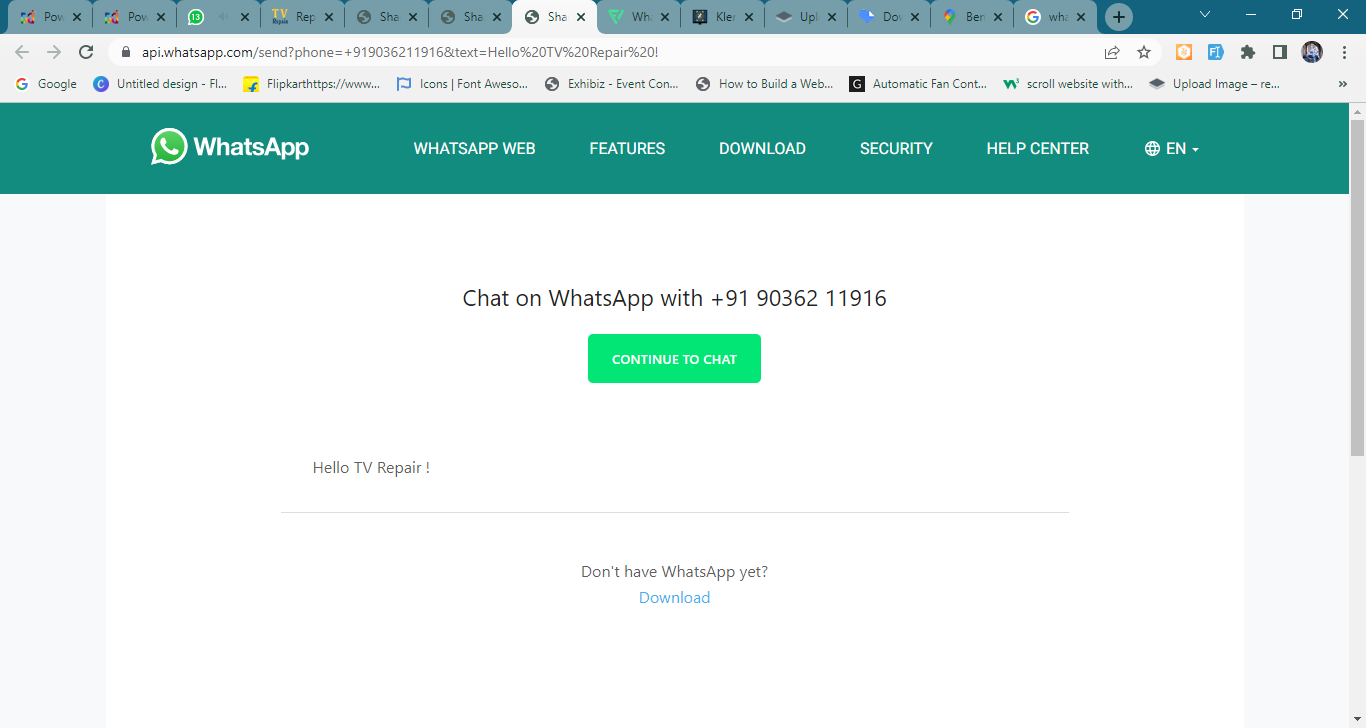 Pow
Pow
13
TV Repair
Rep
Sha
Sha
Sha
Wha
Kler
Upl
Dov
Ber
wha
api.whatsapp.com/send?phone=+919036211916&text=Hello%20TV%20Repair%20!
Google
Untitled design - Fl...
Flipkarthttps://www...
Icons | Font Aweso...
Exhibiz - Event Con...
How to Build a Web...
G Automatic Fan Cont...
scroll website with...
Upload Image – re...
»
WhatsApp
WHATSAPP WEB
FEATURES
DOWNLOAD
SECURITY
HELP CENTER
EN
Chat on WhatsApp with +91 90362 11916
CONTINUE TO CHAT
Hello TV Repair !
Don't have WhatsApp yet?
Download